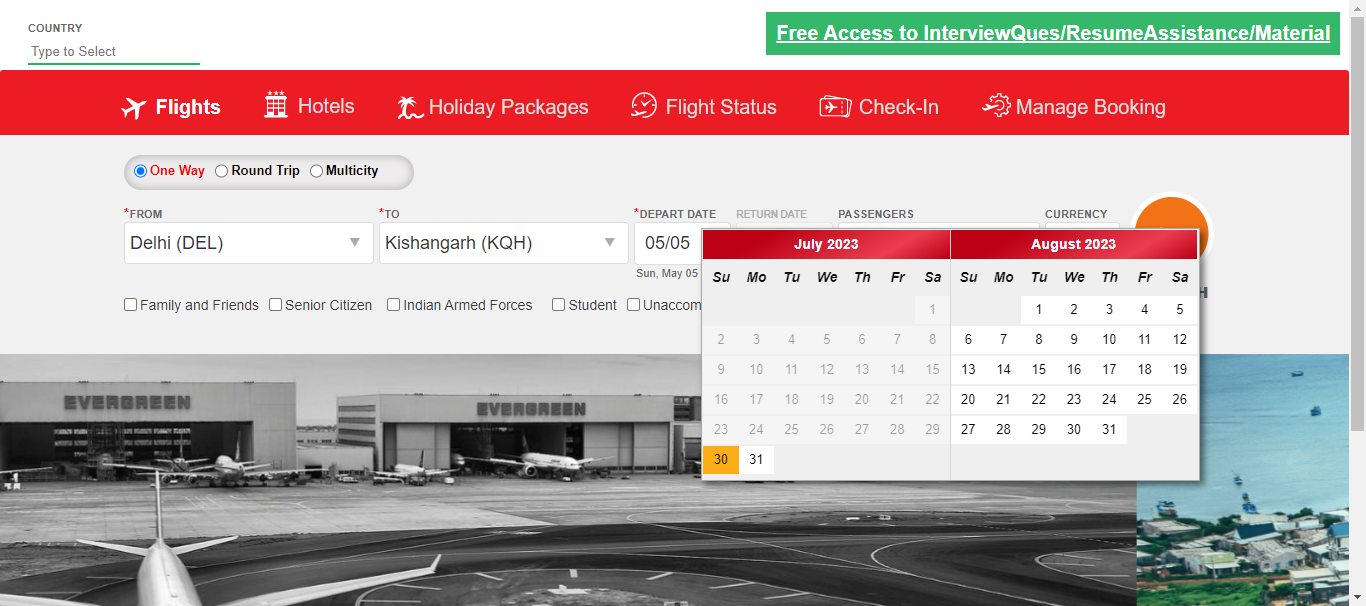 COUNTRY
Type to Select
Free Access to InterviewQues/ResumeAssistance/Material
Flights Hotels Holiday Packages Flight Status Check-In Manage Booking
One Way Round Trip Multicity
*FROM *TO *DEPART DATE RETURN DATE PASSENGERS CURRENCY
Delhi (DEL) Kishangarh (KQH) 05/05
Sun, May 05
Family and Friends Senior Citizen Indian Armed Forces Student Unaccom
July 2023
Su Mo Tu We Th Fr Sa
1
2 3 4 5 6 7 8
9 10 11 12 13 14 15
16 17 18 19 20 21 22
23 24 25 26 27 28 29
30 31
August 2023
Su Mo Tu We Th Fr Sa
1 2 3 4 5
6 7 8 9 10 11 12
13 14 15 16 17 18 19
20 21 22 23 24 25 26
27 28 29 30 31
H
EVERGREEN
EVERGREEN